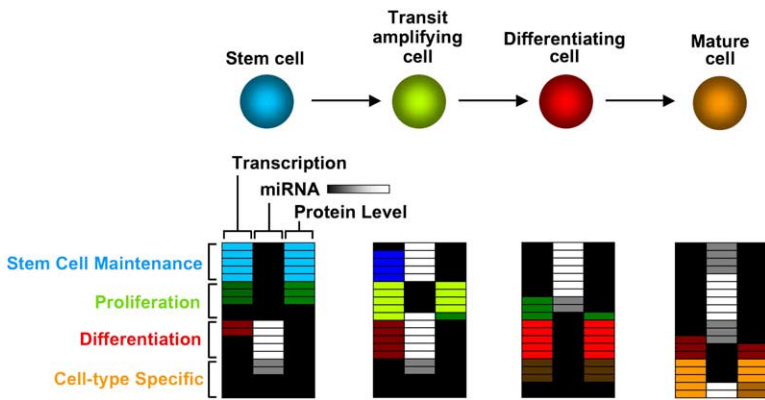 Stem cell
Transit
amplifying
cell
Differentiating
cell
Mature
cell
Transcription
miRNA
Protein Level
Stem Cell Maintenance
Proliferation
Differentiation
Cell-type Specific